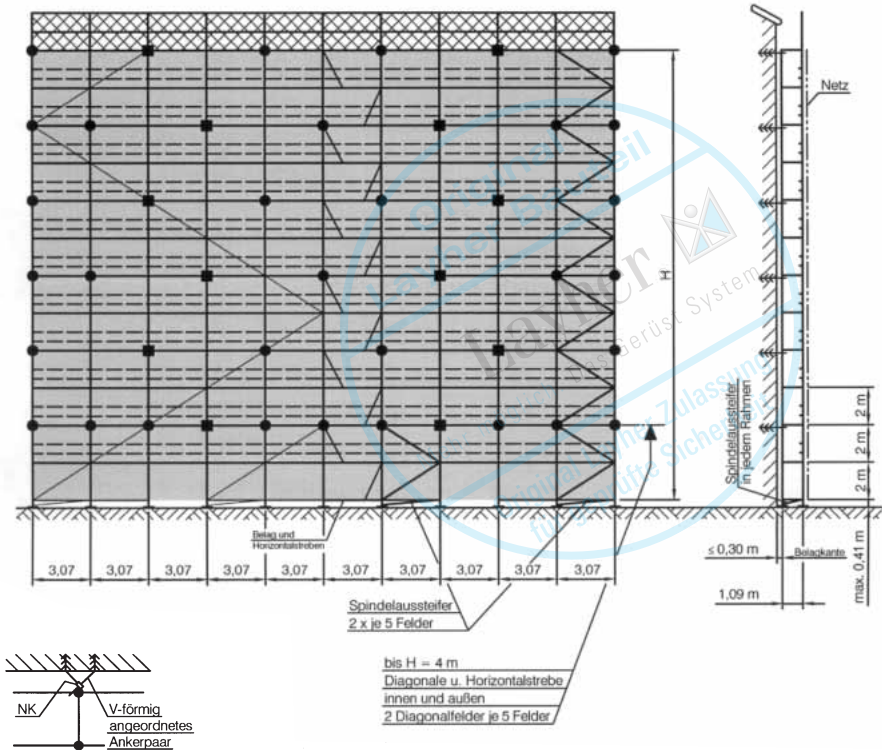 Netz
H
Original
Layher Bauteil
Layher
Das Gerüst System
Original Layher Zulassung
für geprüfte Sicherheit
Spindelaussteifer
in jedem Rahmen
2 m
2 m
2 m
Belag und
Horizontalstreben
≤ 0,30 m
Belagkante
max. 0,41 m
3,07 3,07 3,07 3,07 3,07 3,07 3,07 3,07 3,07 3,07
1,09 m
Spindelaussteifer
2 x je 5 Felder
bis H = 4 m
Diagonale u. Horizontalstrebe
innen und außen
2 Diagonalfelder je 5 Felder
NK
V-förmig
angeordnetes
Ankerpaar